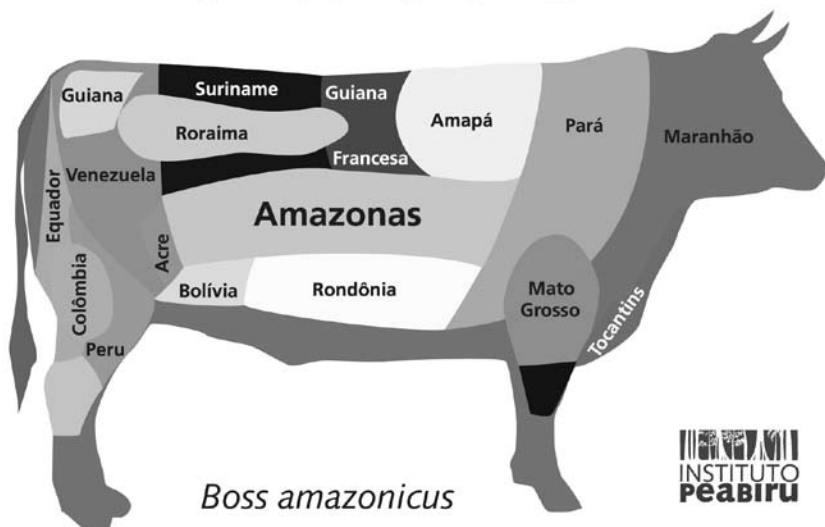 Guiana
Suriname
Guiana
Francesa
Roraima
Amapá
Pará
Maranhão
Venezuela
Equador
Amazonas
Acre
Colômbia
Bolívia
Rondônia
Mato
Grosso
Tocantins
Peru
Boss amazonicus
INSTITUTO
PEABIRU